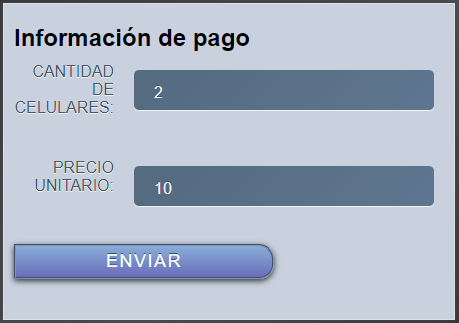 Información de pago
CANTIDAD
DE
CELULARES:
2
PRECIO
UNITARIO:
10
ENVIAR